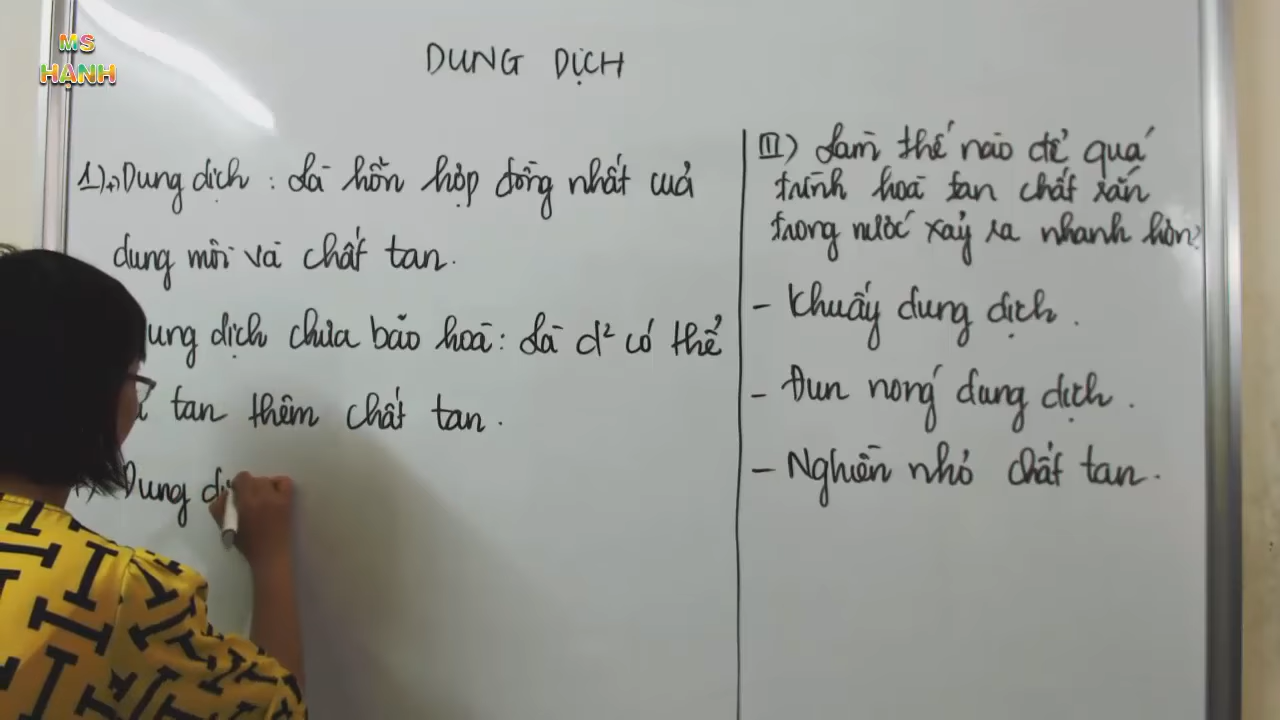 MS
HẠNH
DUNG DỊCH
1) +) Dung dịch : Là hỗn hợp đồng nhất cuả
dung môi và chất tan.
ung dịch chưa bão hoà : Là d² có thể
tan thêm chất tan.
Dung dị
III) Làm thế nào để quá
trình hoà tan chất rắn
trong nước xảy ra nhanh hơn?
- Khuấy dung dịch.
- Đun nóng dung dịch.
- Nghiền nhỏ chất tan.